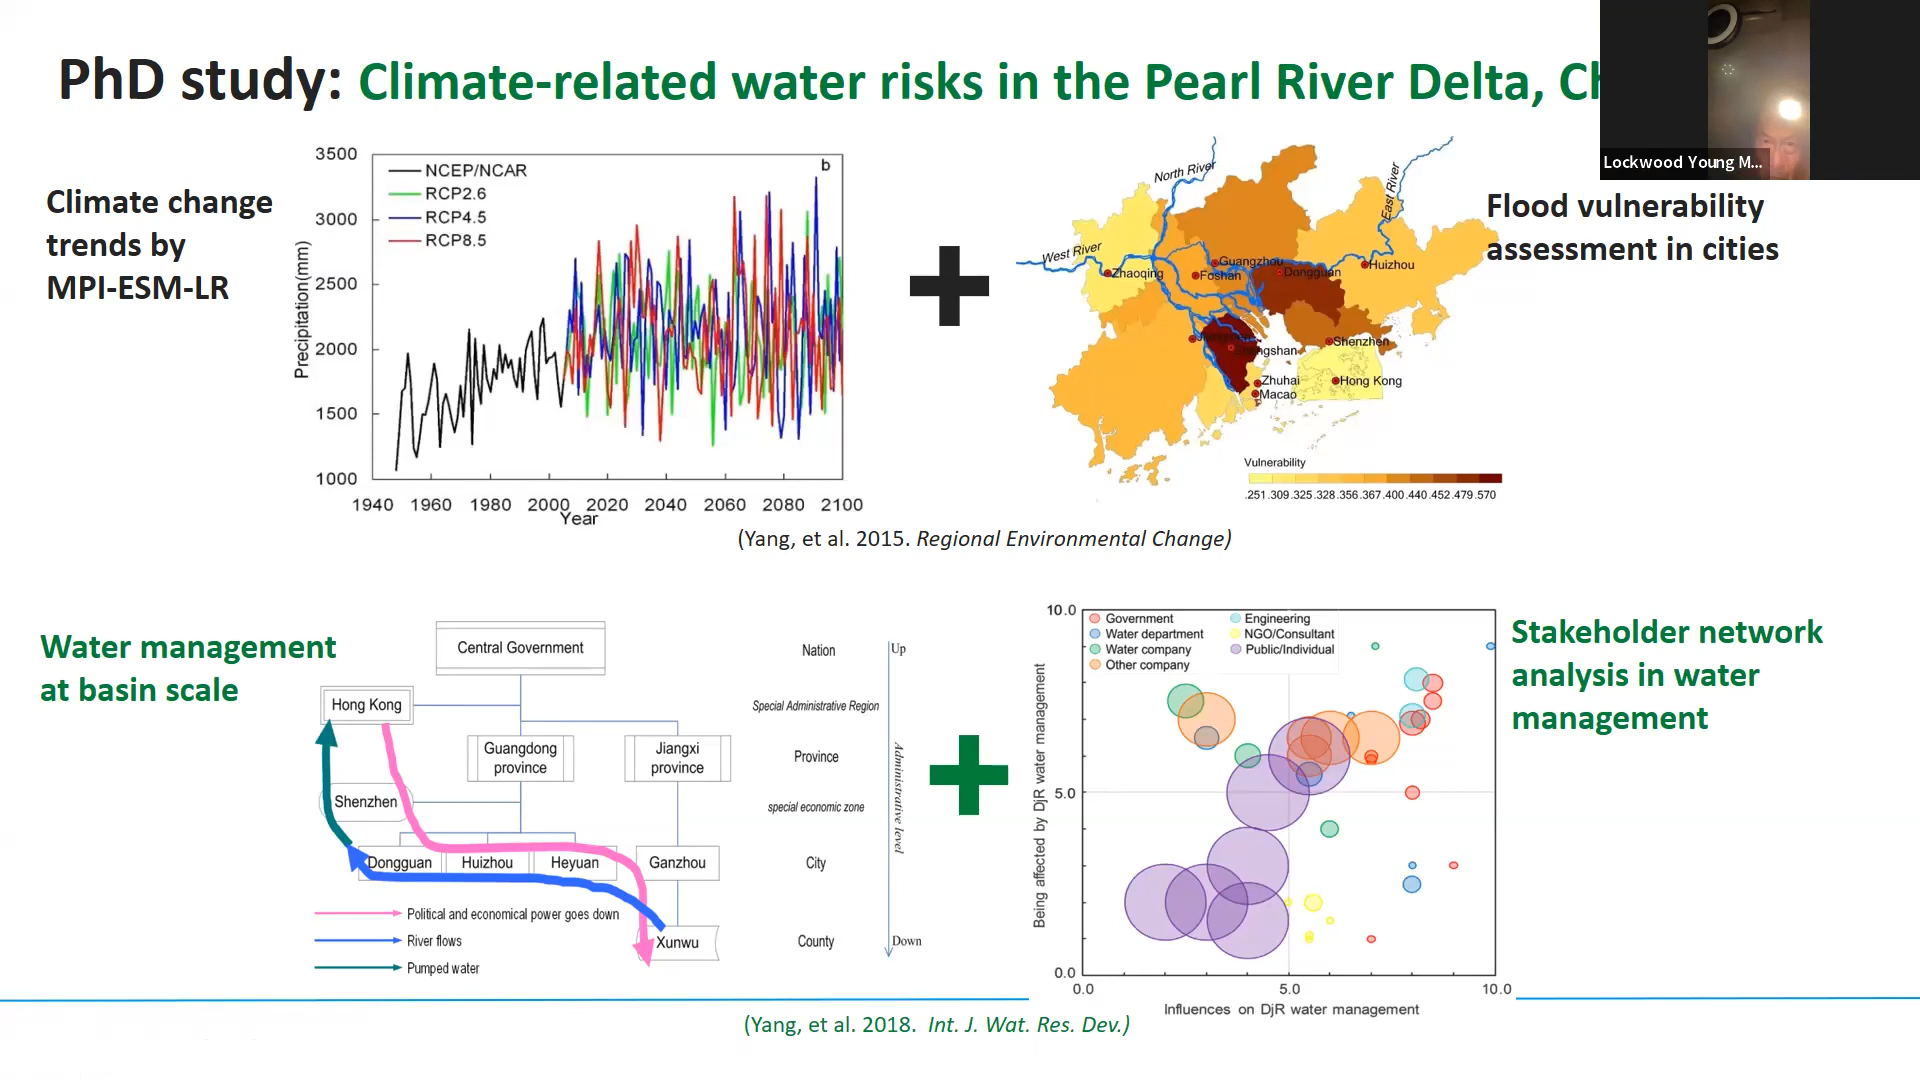 PhD study: Climate-related water risks in the Pearl River Delta,
Lockwood Young M...
Climate change
trends by
MPI-ESM-LR
3500
3000
2500
2000
1500
1000
Precipitation(mm)
b
NCEP/NCAR
RCP2.6
RCP4.5
RCP8.5
1940 1960 1980 2000 2020 2040 2060 2080 2100
Year
North River
West River
East River
Zhaoqing
Guangzhou
Foshan
Dongguan
Huizhou
Shenzhen
Zhuhai
Hong Kong
Macao
Vulnerability
.251 .309 .325 .328 .356 .367 .400 .440 .452 .479 .570
Flood vulnerability
assessment in cities
(Yang, et al. 2015. Regional Environmental Change)
Water management
at basin scale
Central Government
Hong Kong
Guangdong
province
Jiangxi
province
Shenzhen
Dongguan
Huizhou
Heyuan
Ganzhou
Xunwu
Political and economical power goes down
River flows
Pumped water
Nation
Special Administrative Region
Province
special economic zone
City
County
Up
Administrative level
Down
10.0
5.0
0.0
Being affected by DjR water management
Government
Water department
Water company
Other company
Engineering
NGO/Consultant
Public/Individual
0.0 5.0 10.0
Influences on DjR water management
Stakeholder network
analysis in water
management
(Yang, et al. 2018. Int. J. Wat. Res. Dev.)